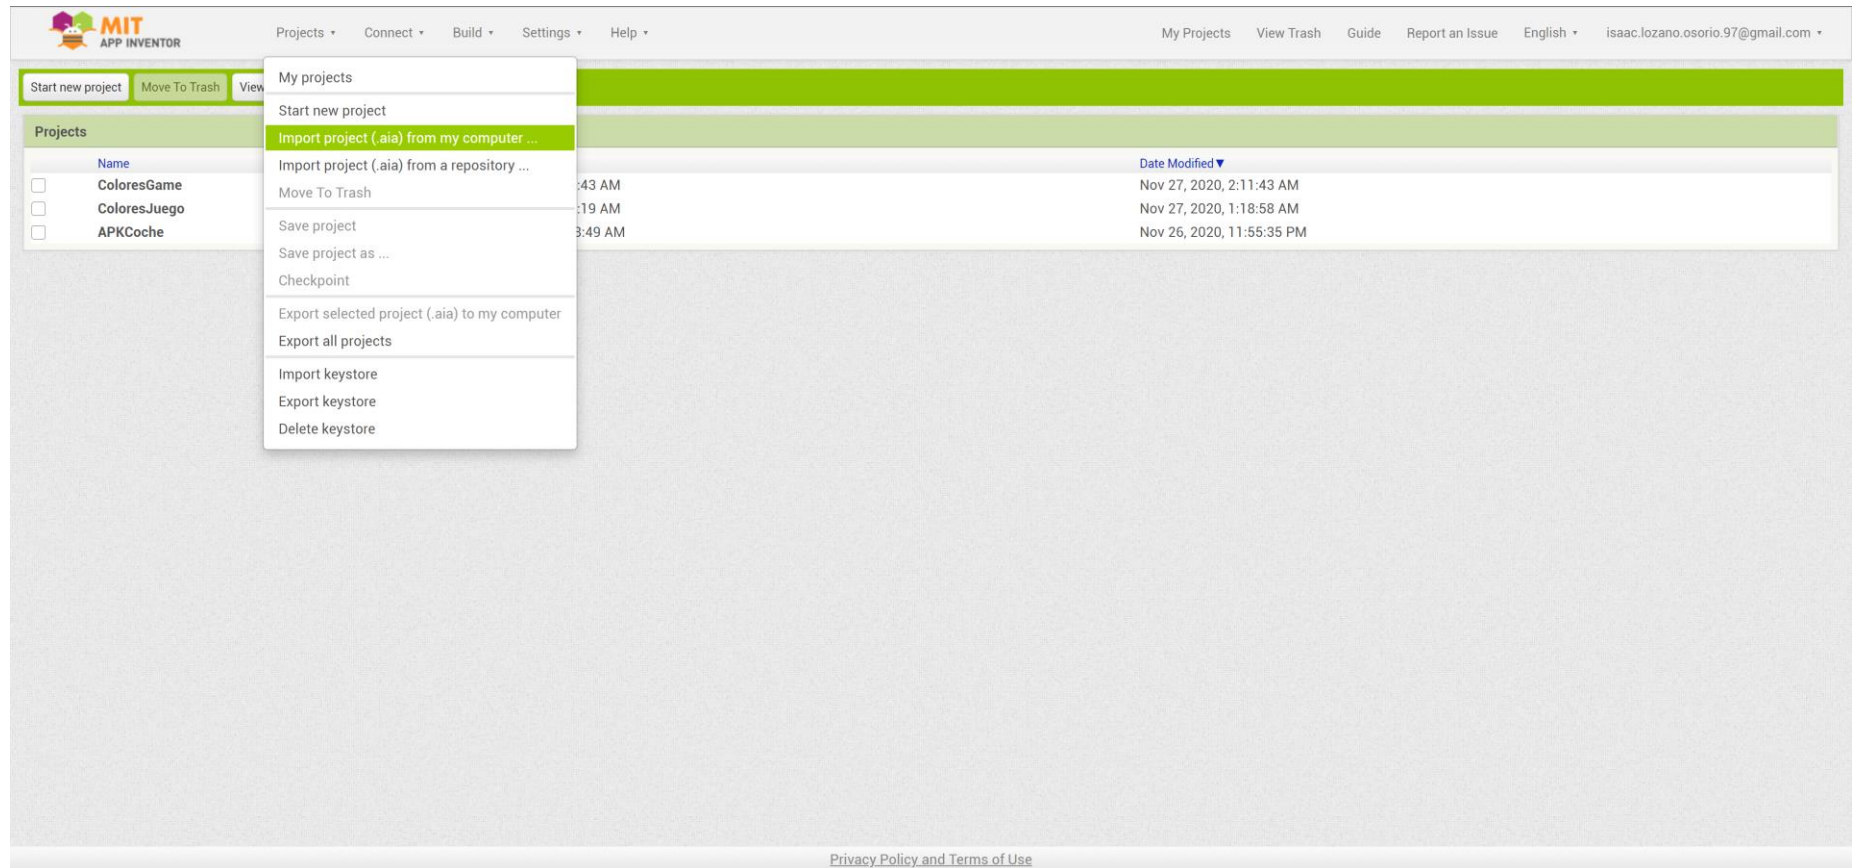 MIT
APP INVENTOR
Projects Connect Build Settings Help My Projects View Trash Guide Report an Issue English isaac.lozano.osorio.97@gmail.com
Start new project Move To Trash View
My projects
Start new project
Import project (.aia) from my computer ...
Import project (.aia) from a repository ...
Move To Trash
Save project
Save project as ...
Checkpoint
Export selected project (.aia) to my computer
Export all projects
Import keystore
Export keystore
Delete keystore
Projects
Name Date Modified▼
ColoresGame :43 AM Nov 27, 2020, 2:11:43 AM
ColoresJuego :19 AM Nov 27, 2020, 1:18:58 AM
APKCoche 3:49 AM Nov 26, 2020, 11:55:35 PM
Privacy Policy and Terms of Use